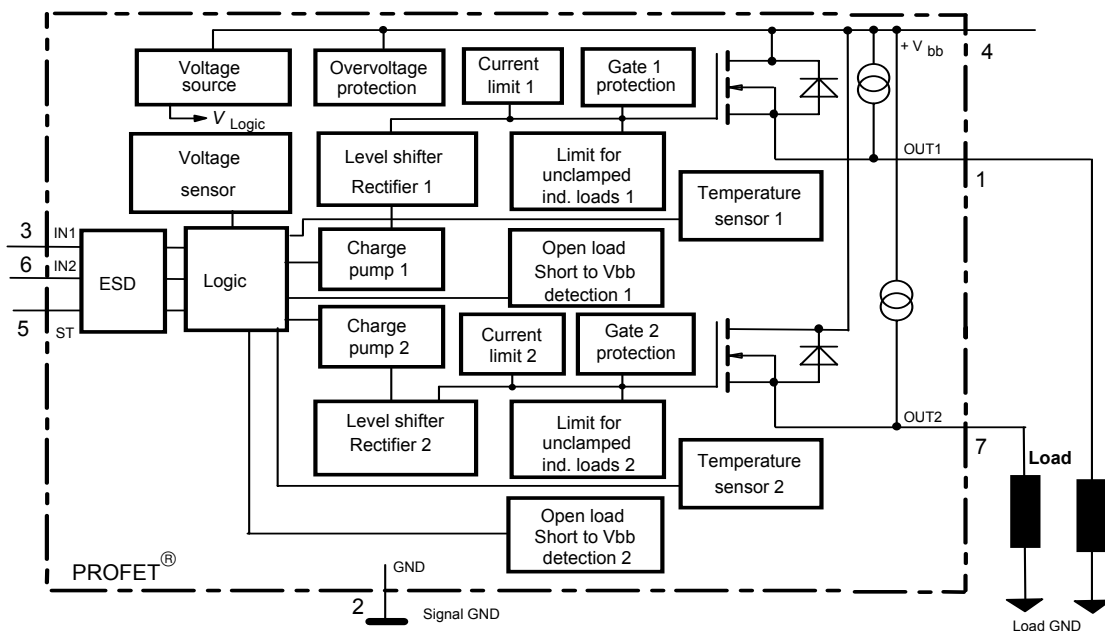 Voltage
source
Overvoltage
protection
Current
limit 1
Gate 1
protection
+ V bb
4
V Logic
Voltage
sensor
Level shifter
Rectifier 1
Limit for
unclamped
ind. loads 1
OUT1
1
Temperature
sensor 1
3 IN1
6 IN2
5 ST
ESD
Logic
Charge
pump 1
Open load
Short to Vbb
detection 1
Charge
pump 2
Current
limit 2
Gate 2
protection
Level shifter
Rectifier 2
Limit for
unclamped
ind. loads 2
OUT2
7
Load
Temperature
sensor 2
Open load
Short to Vbb
detection 2
PROFET®
GND
2
Signal GND
Load GND